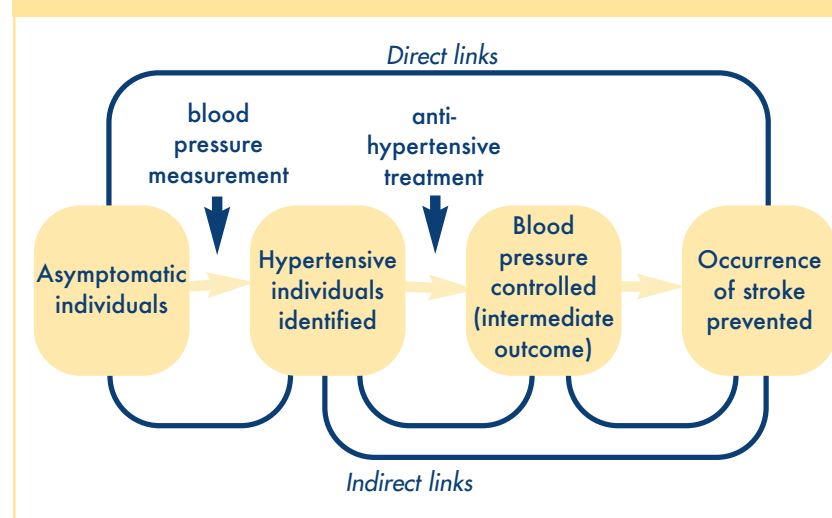 Direct links
blood
pressure
measurement
anti-
hypertensive
treatment
Asymptomatic
individuals
Hypertensive
individuals
identified
Blood
pressure
controlled
(intermediate
outcome)
Occurrence
of stroke
prevented
Indirect links